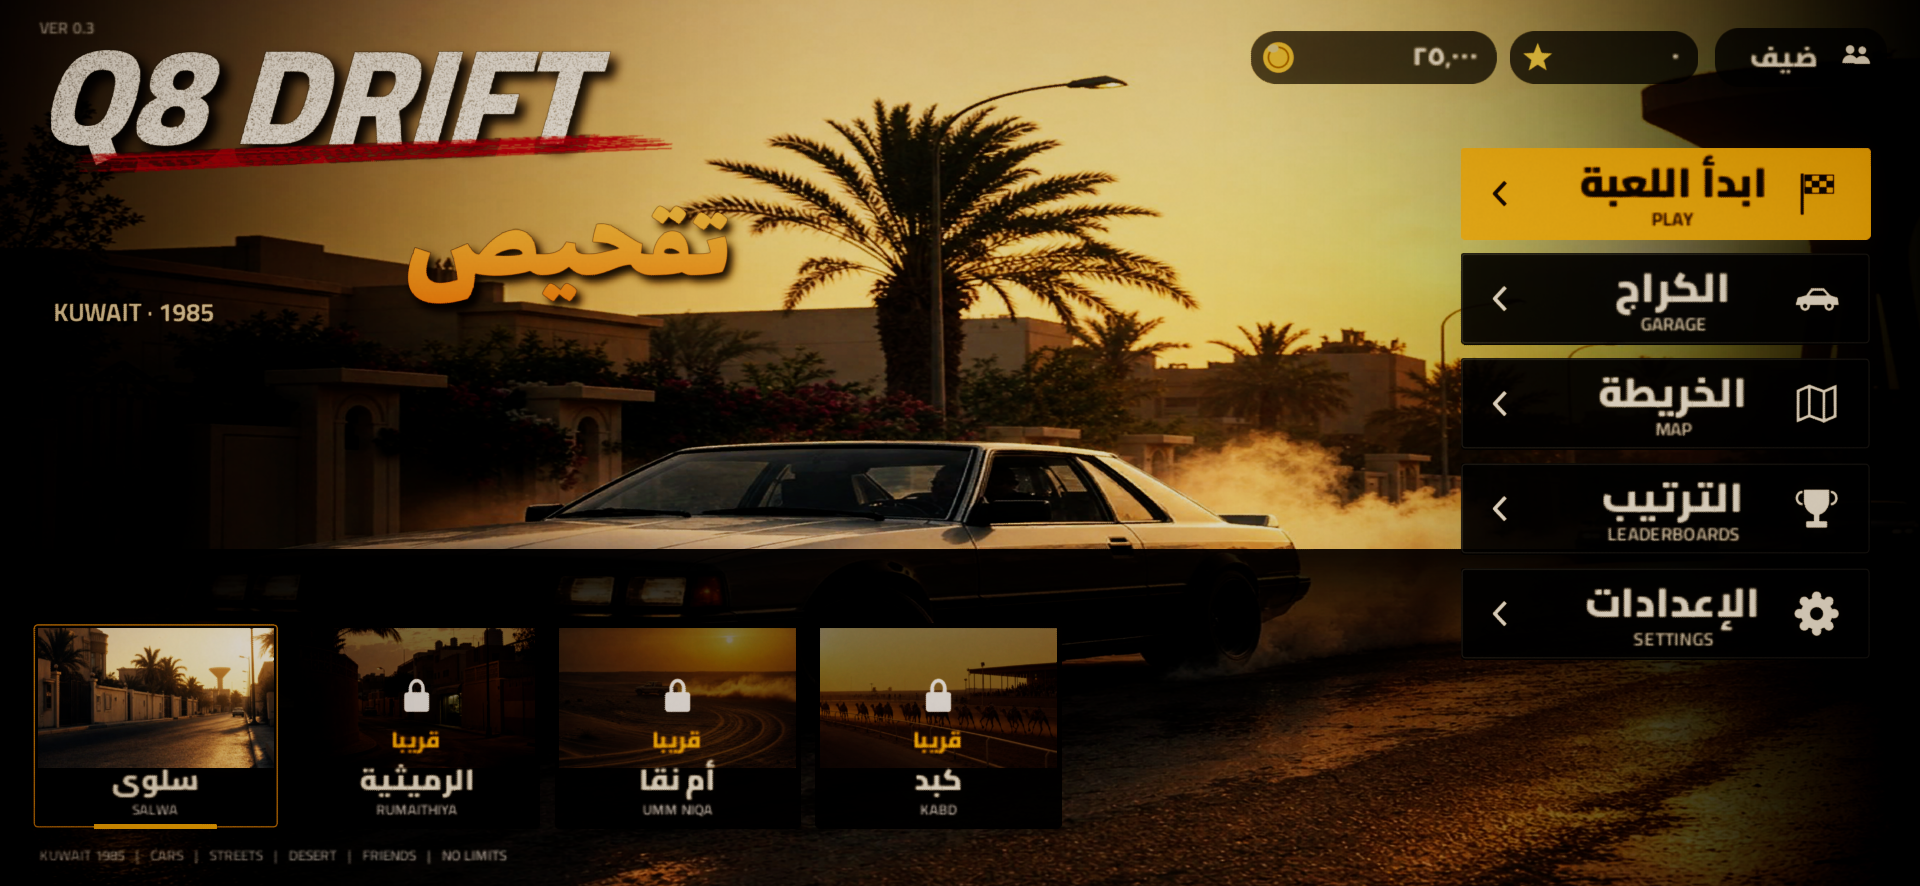 VER 0.3
Q8 DRIFT
تفحيص
KUWAIT · 1985
٢٥,٠٠٠
٠
ضيف
ابدأ اللعبة
PLAY
الكراج
GARAGE
الخريطة
MAP
الترتيب
LEADERBOARDS
الإعدادات
SETTINGS
سلوى
SALWA
قريبا
الرميثية
RUMAITHIYA
قريبا
أم نقا
UMM NIQA
قريبا
كبد
KABD
KUWAIT 1985 | CARS | STREETS | DESERT | FRIENDS | NO LIMITS